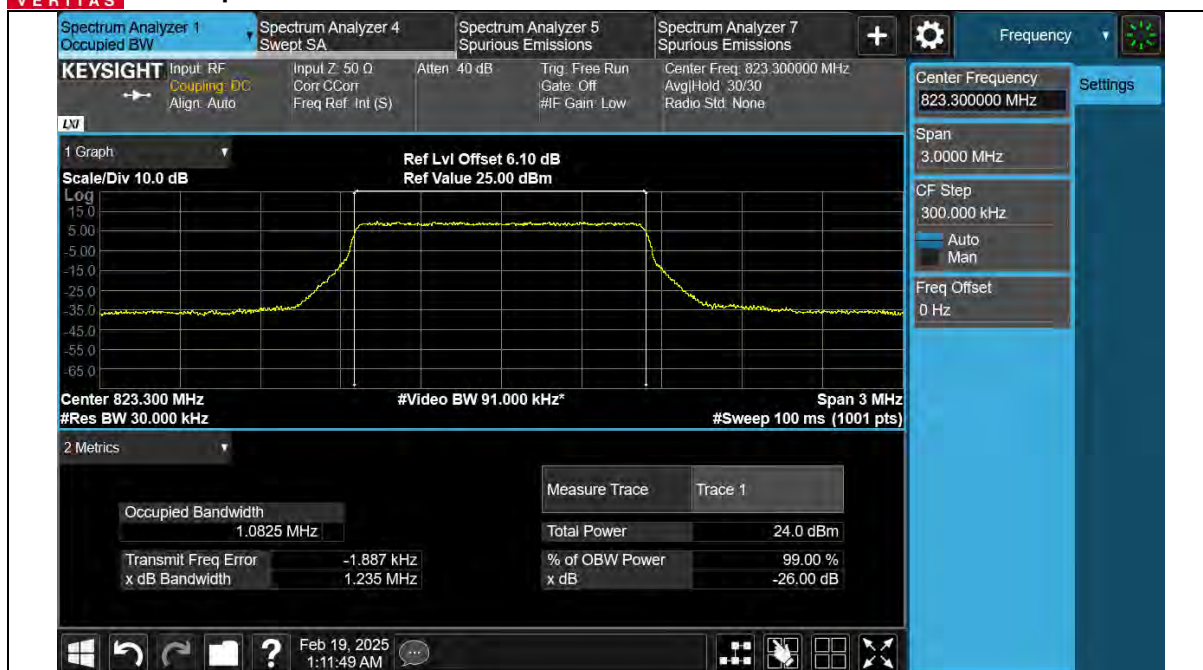 VERITAS
Spectrum Analyzer 1
Occupied BW
Spectrum Analyzer 4
Swept SA
Spectrum Analyzer 5
Spurious Emissions
Spectrum Analyzer 7
Spurious Emissions
+
Frequency
KEYSIGHT
LXI
Input: RF
Coupling: DC
Align: Auto
Input Z: 50 Ω
Corr CCorr
Freq Ref: Int (S)
Atten: 40 dB
Trig: Free Run
Gate: Off
#IF Gain: Low
Center Freq: 823.300000 MHz
Avg|Hold: 30/30
Radio Std: None
Center Frequency
823.300000 MHz
Settings
Span
3.0000 MHz
CF Step
300.000 kHz
Auto
Man
Freq Offset
0 Hz
1 Graph
Scale/Div 10.0 dB
Ref Lvl Offset 6.10 dB
Ref Value 25.00 dBm
Log
15.0
5.00
-5.00
-15.0
-25.0
-35.0
-45.0
-55.0
-65.0
Center 823.300 MHz
#Video BW 91.000 kHz*
Span 3 MHz
#Res BW 30.000 kHz
#Sweep 100 ms (1001 pts)
2 Metrics
Measure Trace Trace 1
Occupied Bandwidth
1.0825 MHz
Total Power 24.0 dBm
Transmit Freq Error -1.887 kHz
% of OBW Power 99.00 %
x dB Bandwidth 1.235 MHz
x dB -26.00 dB
?
Feb 19, 2025
1:11:49 AM